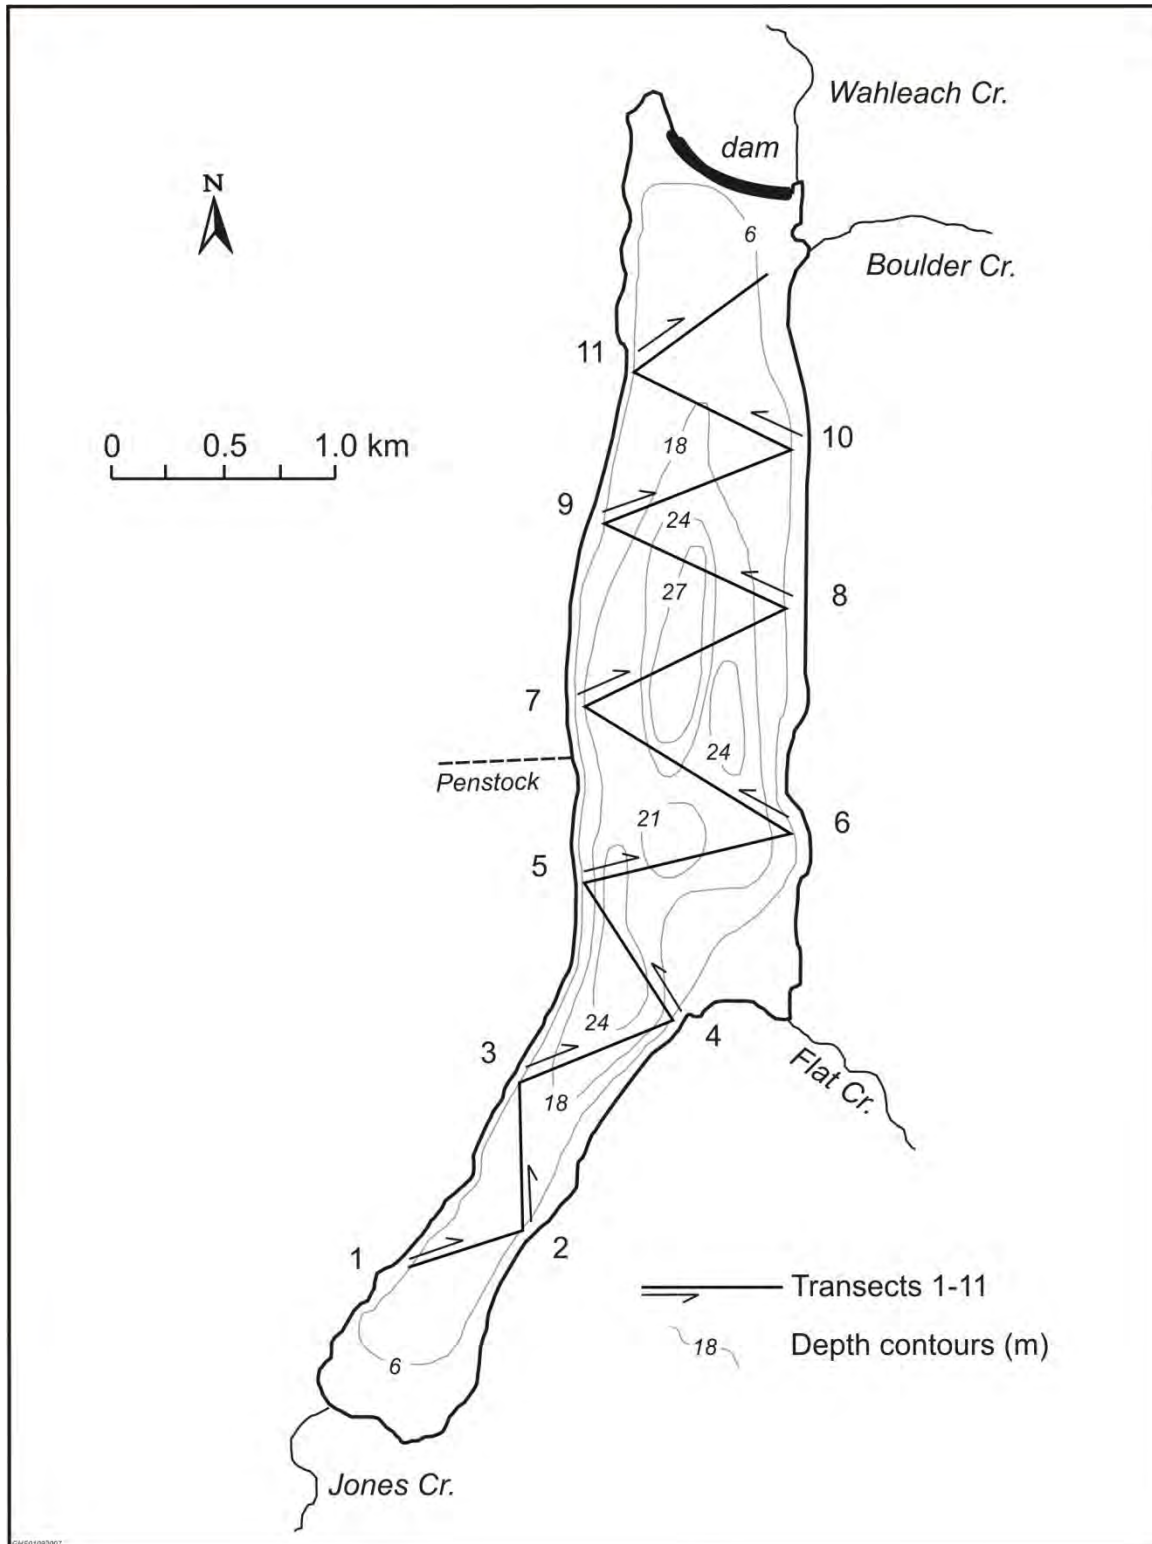 Wahleach Cr.
dam
N
6
Boulder Cr.
11
0 0.5 1.0 km
18
10
9
24
27
8
7
24
Penstock
21
6
5
24
3
4
Flat Cr.
18
1
2
Transects 1-11
18 Depth contours (m)
6
Jones Cr.